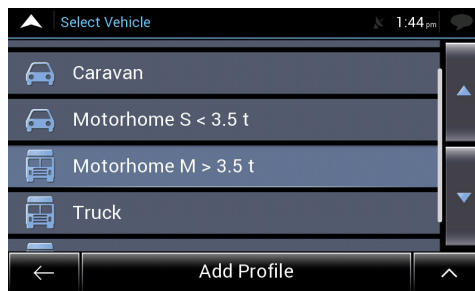 Select Vehicle
1:44 pm
Caravan
Motorhome S < 3.5 t
Motorhome M > 3.5 t
Truck
Add Profile